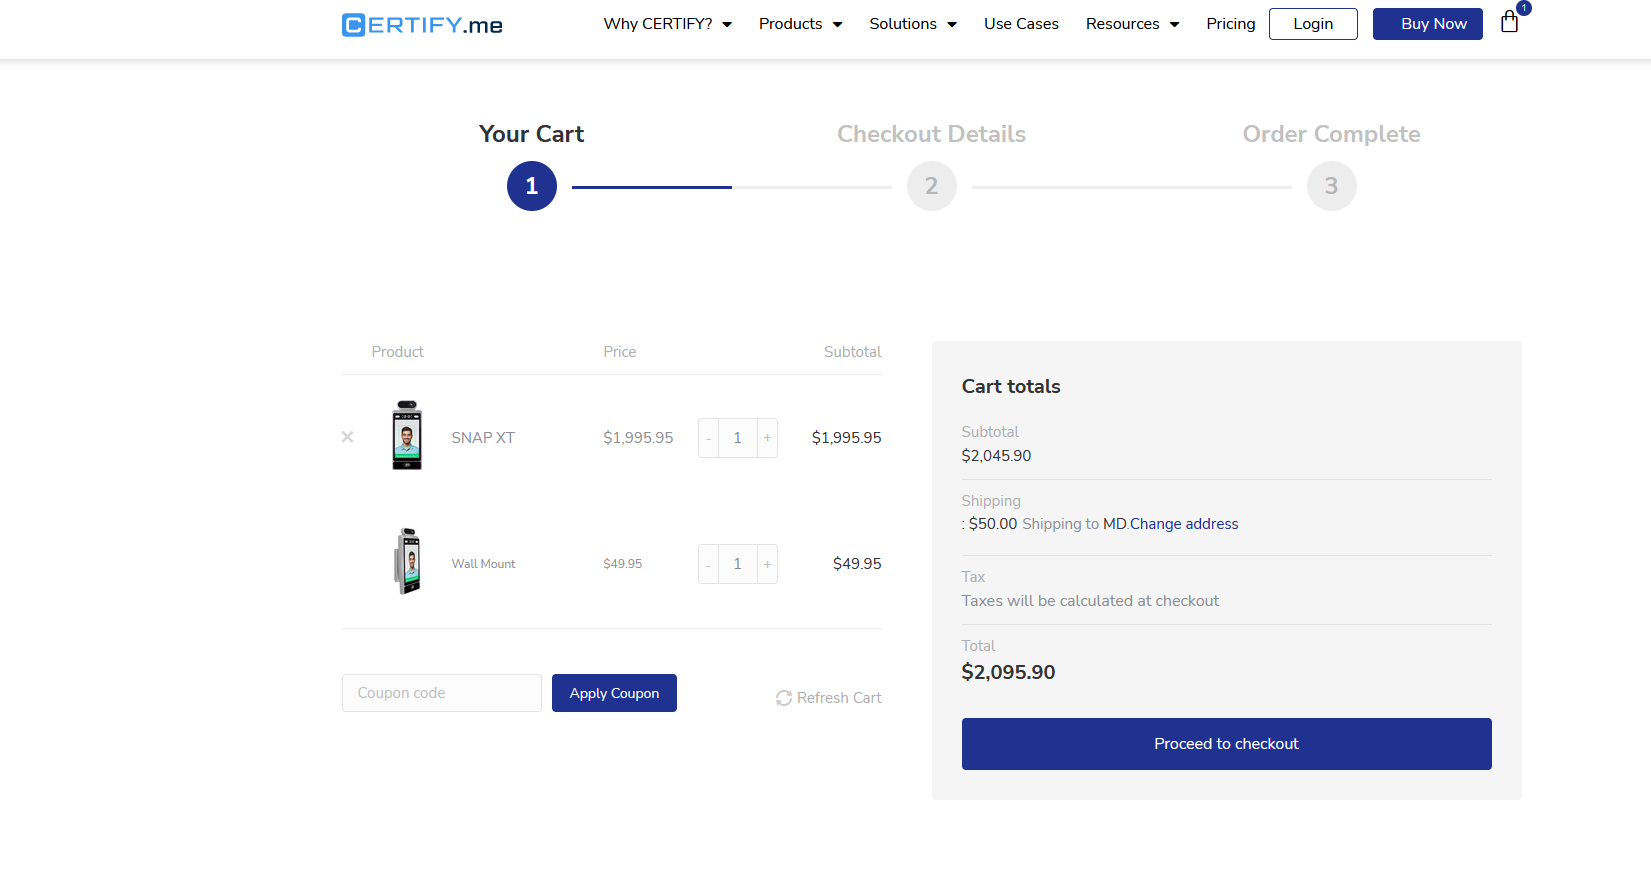 CERTIFY.me
Why CERTIFY?
Products
Solutions
Use Cases
Resources
Pricing
Login
Buy Now
1
Your Cart
Checkout Details
Order Complete
1
2
3
Product
Price
Subtotal
×
SNAP XT
$1,995.95
- 1 +
$1,995.95
Wall Mount
$49.95
- 1 +
$49.95
Coupon code
Apply Coupon
Refresh Cart
Cart totals
Subtotal
$2,045.90
Shipping
: $50.00 Shipping to MD.Change address
Tax
Taxes will be calculated at checkout
Total
$2,095.90
Proceed to checkout